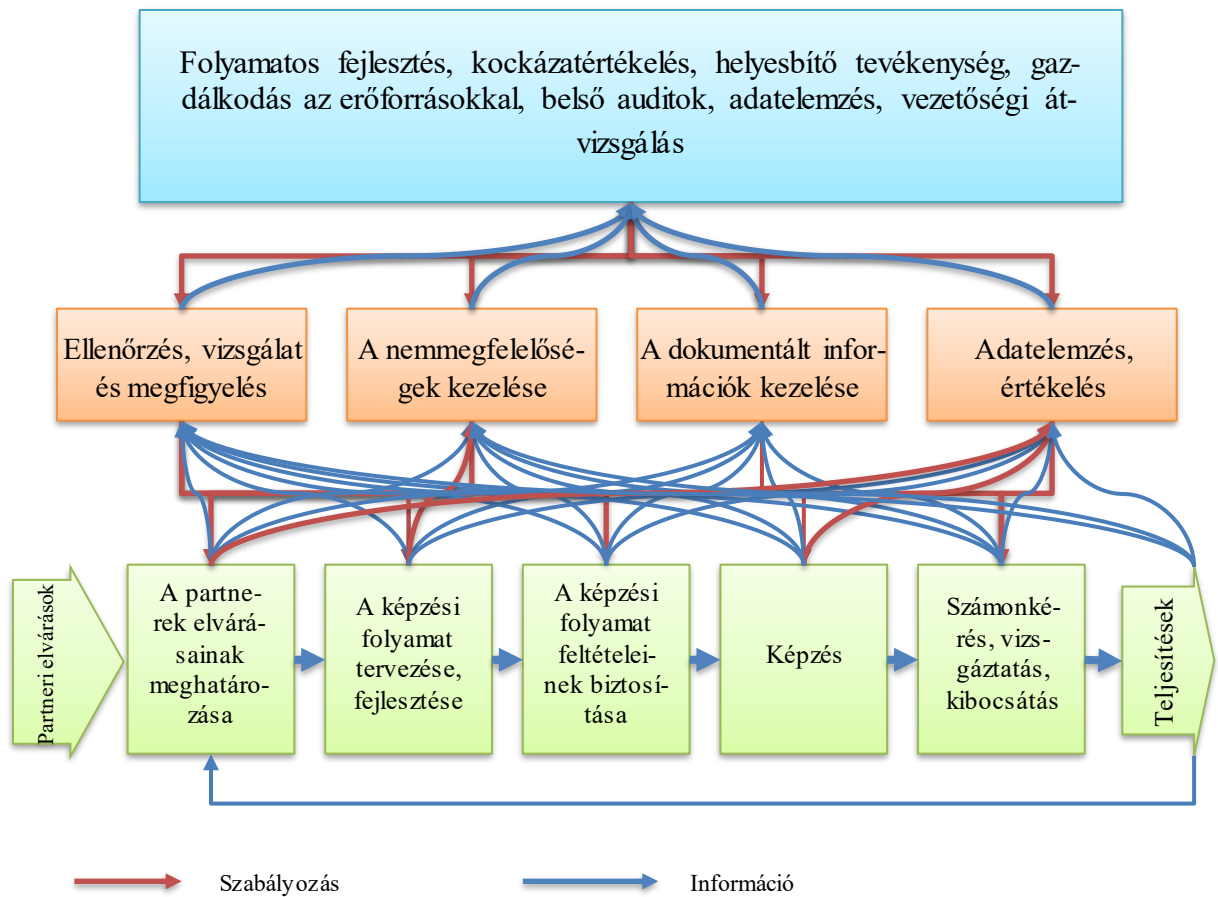 Folyamatos fejlesztés, kockázatértékelés, helyesbítő tevékenység, gaz-
dálkodás az erőforrásokkal, belső auditok, adatelemzés, vezetőségi át-
vizsgálás
Ellenőrzés, vizsgálat
és megfigyelés
A nemmegfelelősé-
gek kezelése
A dokumentált infor-
mációk kezelése
Adatelemzés,
értékelés
Partneri elvárások
A partne-
rek elvárá-
sainak
meghatáro-
zása
A képzési
folyamat
tervezése,
fejlesztése
A képzési
folyamat
feltételei-
nek biztosí-
tása
Képzés
Számonké-
rés, vizs-
gáztatás,
kibocsátás
Teljesítések
Szabályozás
Információ